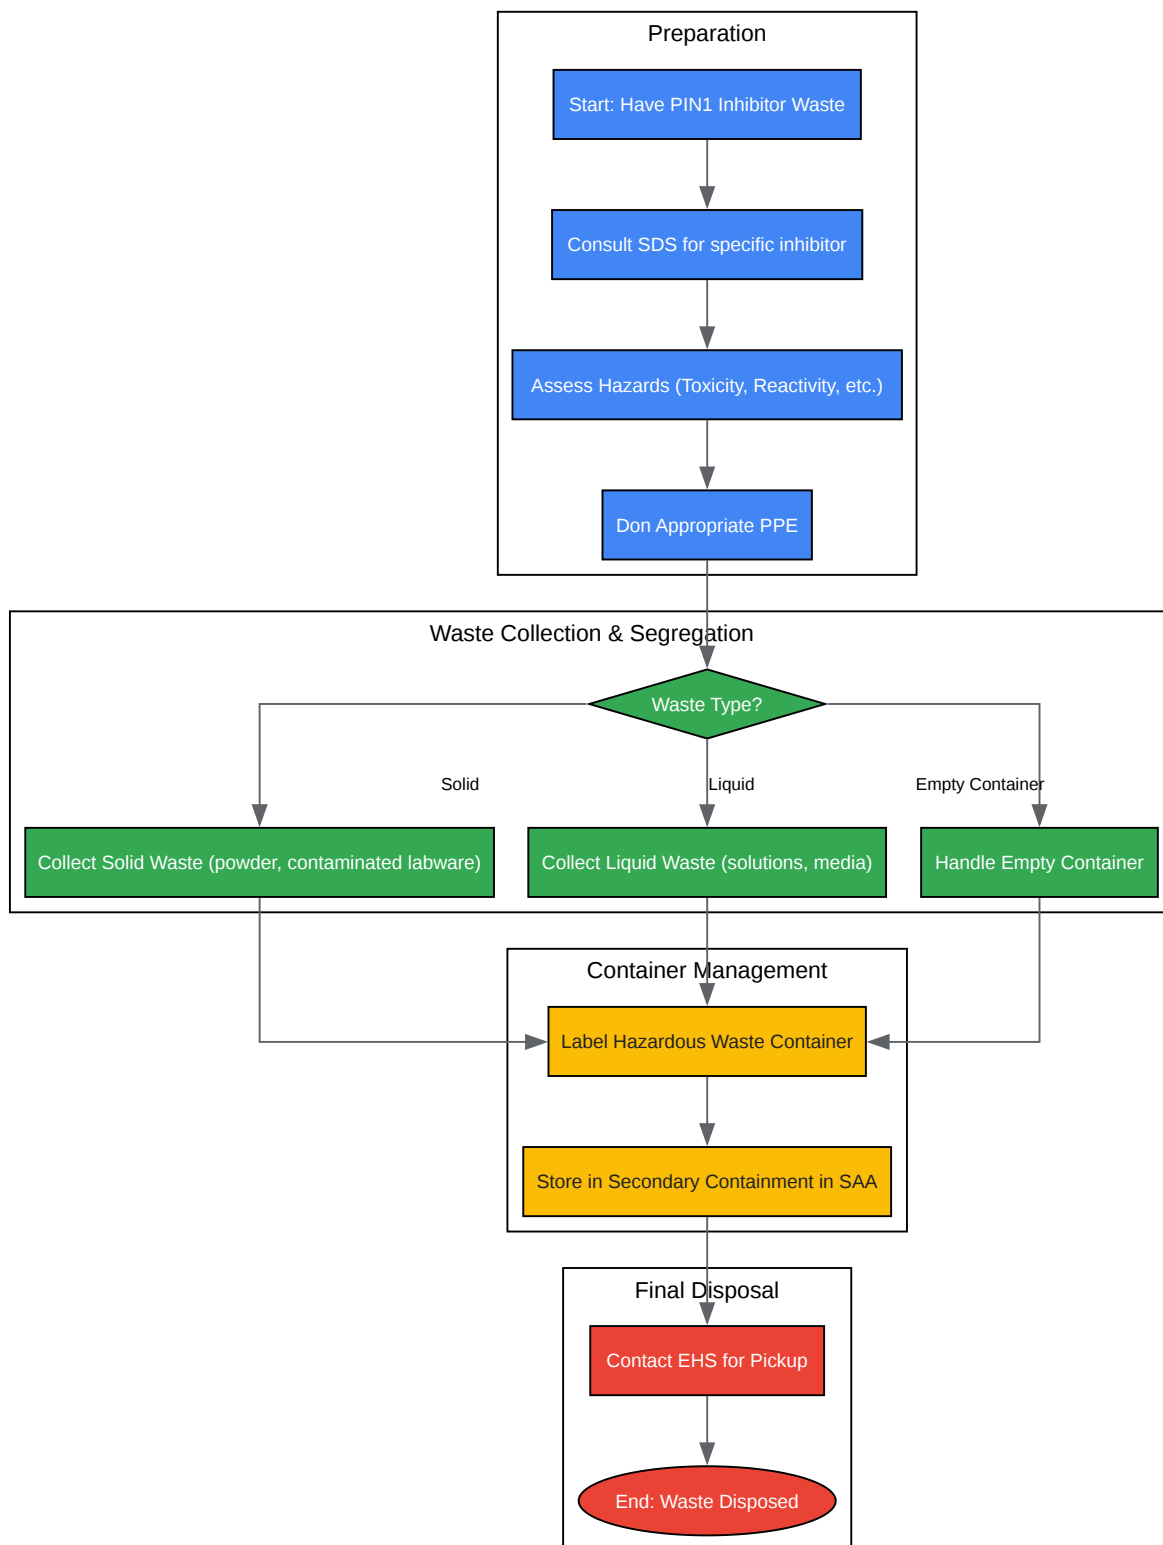 Preparation
Start: Have PIN1 Inhibitor Waste
Consult SDS for specific inhibitor
Assess Hazards (Toxicity, Reactivity, etc.)
Don Appropriate PPE
Waste Collection & Segregation
Waste Type?
Solid
Liquid
Empty Container
Collect Solid Waste (powder, contaminated labware)
Collect Liquid Waste (solutions, media)
Handle Empty Container
Container Management
Label Hazardous Waste Container
Store in Secondary Containment in SAA
Final Disposal
Contact EHS for Pickup
End: Waste Disposed